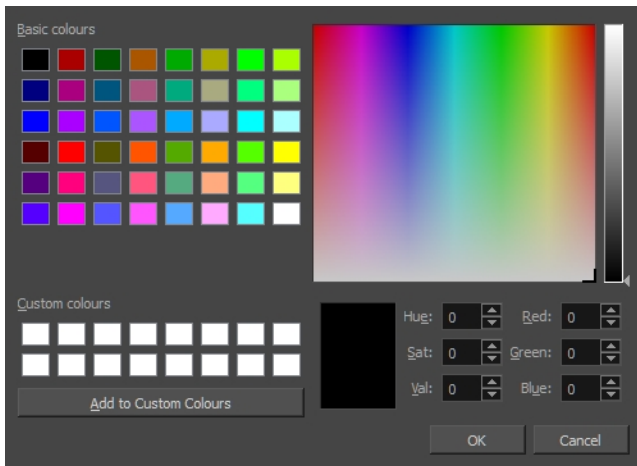 Basic colours
Custom colours
Add to Custom Colours
Hue: 0 Red: 0
Sat: 0 Green: 0
Val: 0 Blue: 0
OK Cancel